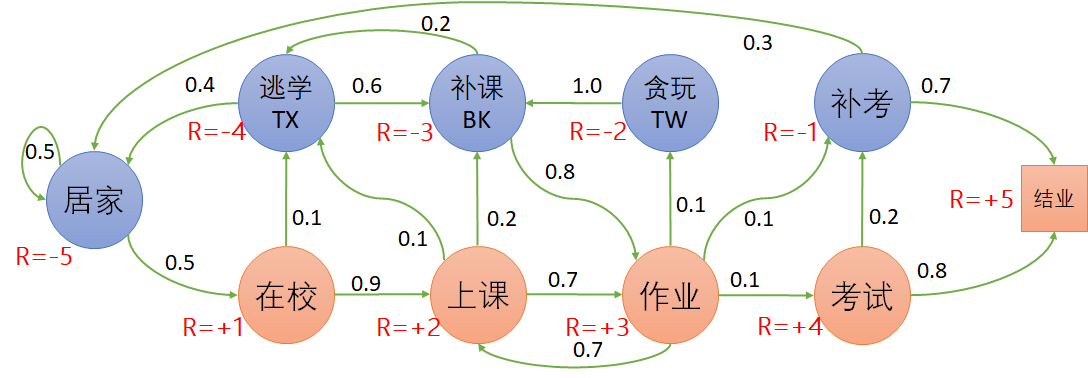 0.2
0.3
0.4
逃学
TX
0.6
补课
BK
1.0
贪玩
TW
补考
0.7
R=-4
R=-3
R=-2
R=-1
0.5
居家
R=-5
0.8
0.1
0.1
0.2
0.1
0.1
0.2
R=+5
结业
0.5
在校
0.9
上课
0.7
作业
0.1
考试
0.8
R=+1
R=+2
R=+3
R=+4
0.7